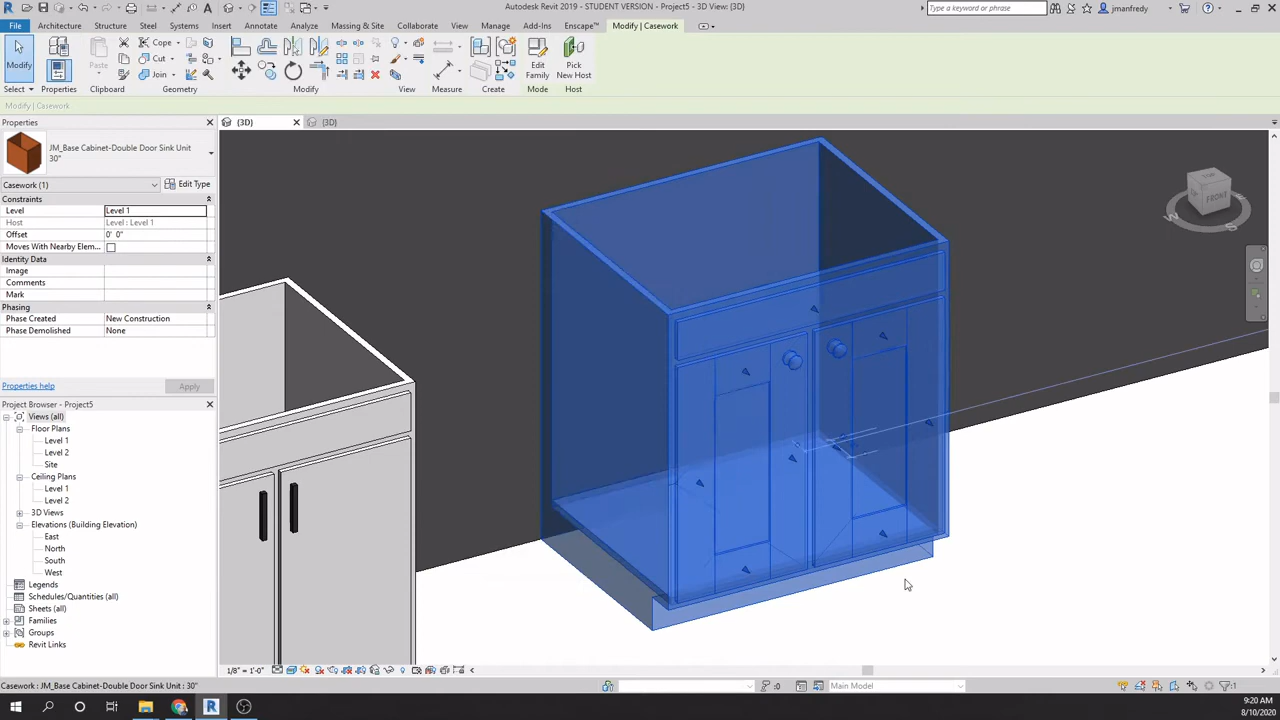 Autodesk Revit 2019 - STUDENT VERSION - Project5 - 3D View: {3D}
Type a keyword or phrase
jmanfredy
File Architecture Structure Steel Systems Insert Annotate Analyze Massing & Site Collaborate View Manage Add-Ins Enscape™ Modify | Casework
Cope
Cut
Join
Modify
Paste
Edit Family
Pick New Host
Select Properties Clipboard Geometry Modify View Measure Create Mode Host
Modify | Casework
Properties
{3D}
{3D}
JM_Base Cabinet-Double Door Sink Unit
30"
Casework (1)
Edit Type
Constraints
Level Level 1
Host Level : Level 1
Offset 0' 0"
Moves With Nearby Elem...
Identity Data
Image
Comments
Mark
Phasing
Phase Created New Construction
Phase Demolished None
Properties help
Apply
Project Browser - Project5
Views (all)
Floor Plans
Level 1
Level 2
Site
Ceiling Plans
Level 1
Level 2
3D Views
Elevations (Building Elevation)
East
North
South
West
Legends
Schedules/Quantities (all)
Sheets (all)
Families
Groups
Revit Links
TOP
FRONT
W
S
1/8" = 1'-0"
Casework : JM_Base Cabinet-Double Door Sink Unit : 30"
:0
Main Model
:1
9:20 AM
8/10/2020